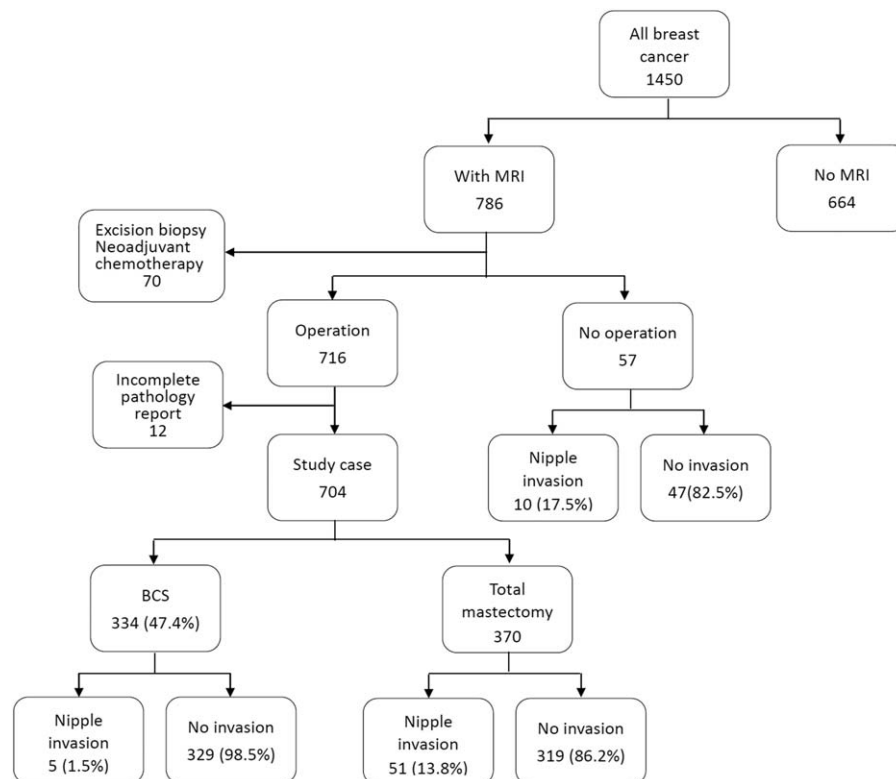 All breast
cancer
1450
With MRI
786
No MRI
664
Excision biopsy
Neoadjuvant
chemotherapy
70
Operation
716
No operation
57
Incomplete
pathology
report
12
Nipple
invasion
10 (17.5%)
No invasion
47(82.5%)
Study case
704
BCS
334 (47.4%)
Total
mastectomy
370
Nipple
invasion
5 (1.5%)
No invasion
329 (98.5%)
Nipple
invasion
51 (13.8%)
No invasion
319 (86.2%)